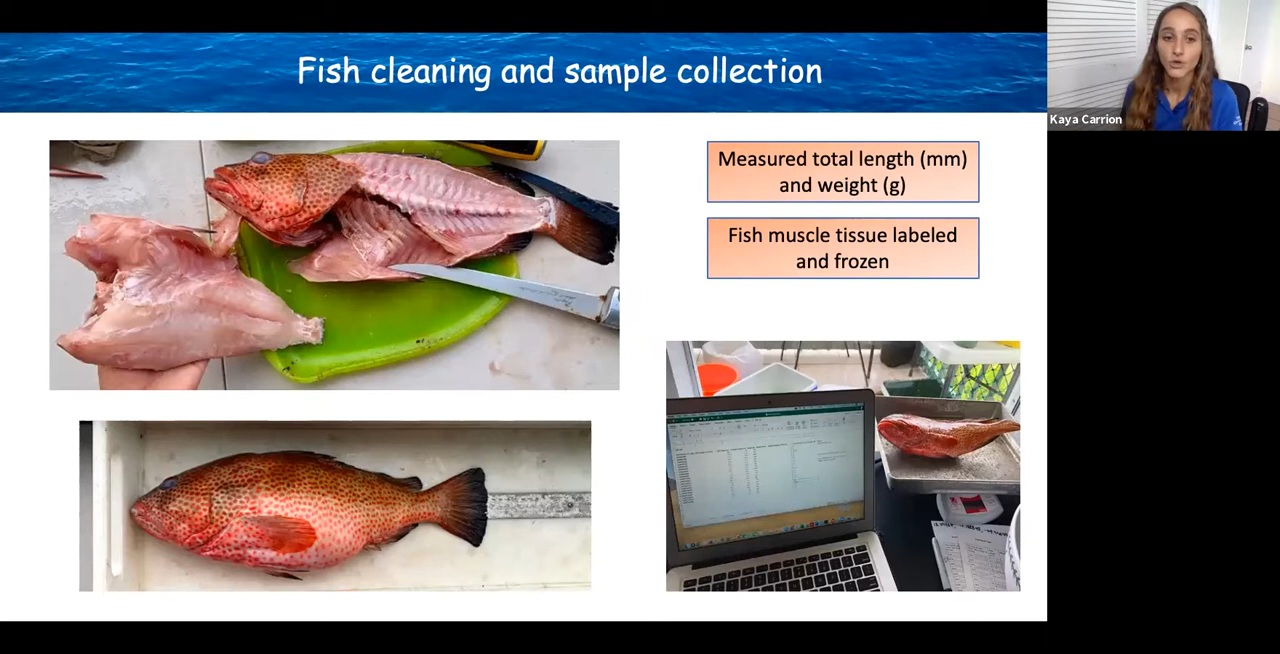 Fish cleaning and sample collection
Kaya Carrion
Measured total length (mm)
and weight (g)
Fish muscle tissue labeled
and frozen